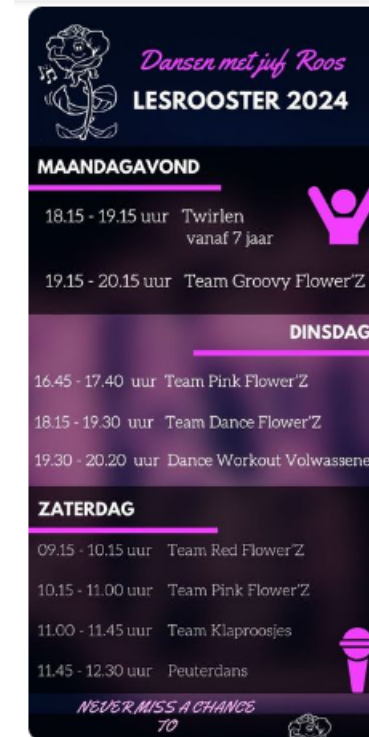 Dansen met juf Roos
LESROOSTER 2024
MAANDAGAVOND
18.15 - 19.15 uur Twirlen
vanaf 7 jaar
19.15 - 20.15 uur Team Groovy Flower'Z
DINSDAG
16.45 - 17.40 uur Team Pink Flower'Z
18.15 - 19.30 uur Team Dance Flower'Z
19.30 - 20.20 uur Dance Workout Volwassene
ZATERDAG
09.15 - 10.15 uur Team Red Flower'Z
10.15 - 11.00 uur Team Pink Flower'Z
11.00 - 11.45 uur Team Klaproosjes
11.45 - 12.30 uur Peuterdans
NEVER MISS A CHANCE
TO